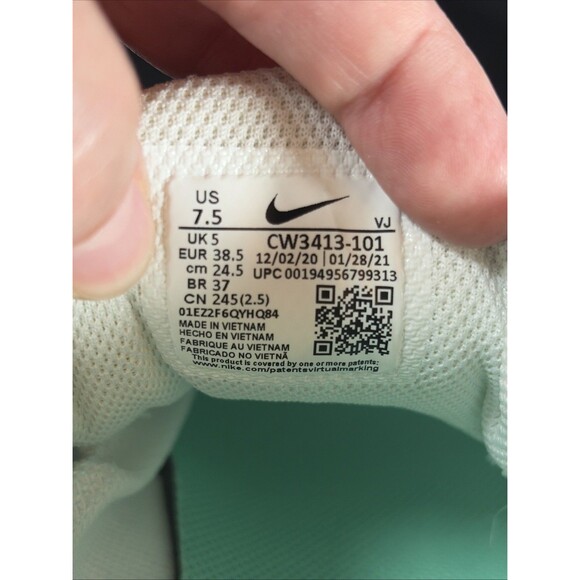 US
7.5
VJ
UK 5
CW3413-101
EUR 38.5
12/02/20 01/28/21
cm 24.5
UPC 00194956799313
BR 37
CN 245(2.5)
01EZ2F6QYHQ84
MADE IN VIETNAM
HECHO EN VIETNAM
FABRIQUE AU VIETNAM
FABRICADO NO VIETNÃ
This product is covered by one or more patents:
www.nike.com/patentsvirtualmarking